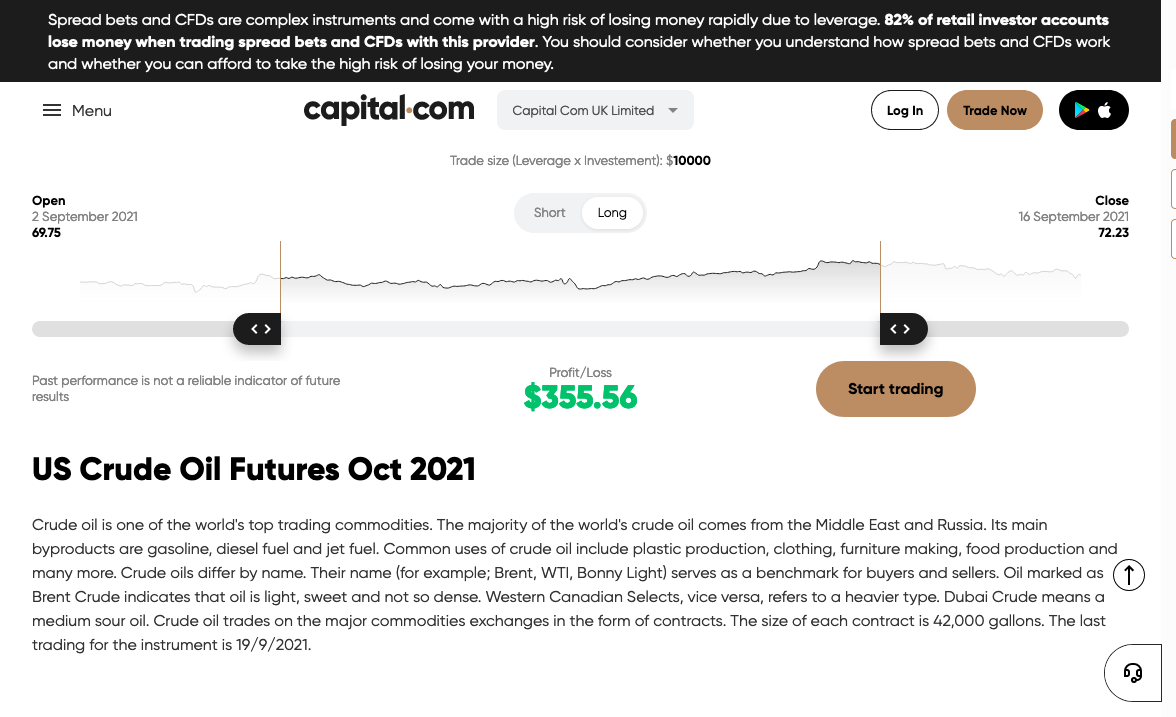 Spread bets and CFDs are complex instruments and come with a high risk of losing money rapidly due to leverage. 82% of retail investor accounts
lose money when trading spread bets and CFDs with this provider. You should consider whether you understand how spread bets and CFDs work
and whether you can afford to take the high risk of losing your money.
Menu
capital.com
Capital Com UK Limited
Log In
Trade Now
Trade size (Leverage x Investement): $10000
Open
2 September 2021
69.75
Short
Long
Close
16 September 2021
72.23
Past performance is not a reliable indicator of future
results
Profit/Loss
$355.56
Start trading
US Crude Oil Futures Oct 2021
Crude oil is one of the world's top trading commodities. The majority of the world's crude oil comes from the Middle East and Russia. Its main
byproducts are gasoline, diesel fuel and jet fuel. Common uses of crude oil include plastic production, clothing, furniture making, food production and
many more. Crude oils differ by name. Their name (for example; Brent, WTI, Bonny Light) serves as a benchmark for buyers and sellers. Oil marked as
Brent Crude indicates that oil is light, sweet and not so dense. Western Canadian Selects, vice versa, refers to a heavier type. Dubai Crude means a
medium sour oil. Crude oil trades on the major commodities exchanges in the form of contracts. The size of each contract is 42,000 gallons. The last
trading for the instrument is 19/9/2021.